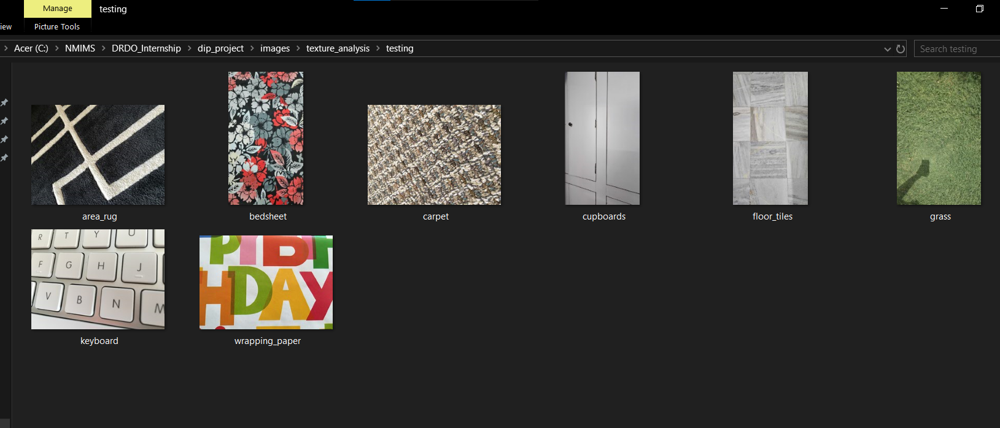 Manage
testing
iew
Picture Tools
Acer (C:) > NMIMS > DRDO_Internship > dip_project > images > texture_analysis > testing
Search testing
area_rug
bedsheet
carpet
cupboards
floor_tiles
grass
R T Y U
F G H J
V B N M
keyboard
PIBT
HDAY
wrapping_paper